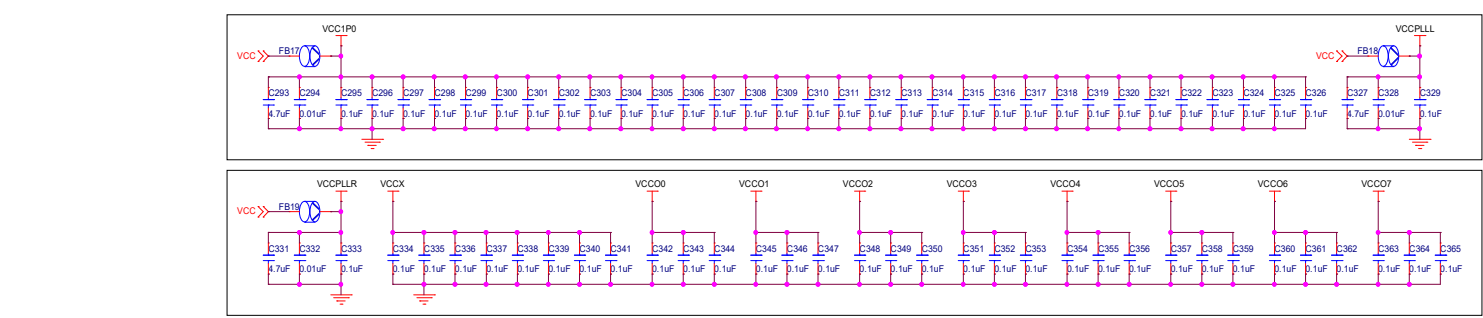 VCC1P0 VCCPLLL
VCC FB17 VCC FB18
C293 C294 C295 C296 C297 C298 C299 C300 C301 C302 C303 C304 C305 C306 C307 C308 C309 C310 C311 C312 C313 C314 C315 C316 C317 C318 C319 C320 C321 C322 C323 C324 C325 C326 C327 C328 C329
4.7uF 0.01uF 0.1uF 0.1uF 0.1uF 0.1uF 0.1uF 0.1uF 0.1uF 0.1uF 0.1uF 0.1uF 0.1uF 0.1uF 0.1uF 0.1uF 0.1uF 0.1uF 0.1uF 0.1uF 0.1uF 0.1uF 0.1uF 0.1uF 0.1uF 0.1uF 0.1uF 0.1uF 0.1uF 0.1uF 0.1uF 0.1uF 0.1uF 0.1uF 4.7uF 0.01uF 0.1uF
VCCPLLR VCCX VCCO0 VCCO1 VCCO2 VCCO3 VCCO4 VCCO5 VCCO6 VCCO7
VCC FB19
C331 C332 C333 C334 C335 C336 C337 C338 C339 C340 C341 C342 C343 C344 C345 C346 C347 C348 C349 C350 C351 C352 C353 C354 C355 C356 C357 C358 C359 C360 C361 C362 C363 C364 C365
4.7uF 0.01uF 0.1uF 0.1uF 0.1uF 0.1uF 0.1uF 0.1uF 0.1uF 0.1uF 0.1uF 0.1uF 0.1uF 0.1uF 0.1uF 0.1uF 0.1uF 0.1uF 0.1uF 0.1uF 0.1uF 0.1uF 0.1uF 0.1uF 0.1uF 0.1uF 0.1uF 0.1uF 0.1uF 0.1uF 0.1uF 0.1uF 0.1uF 0.1uF 0.1uF